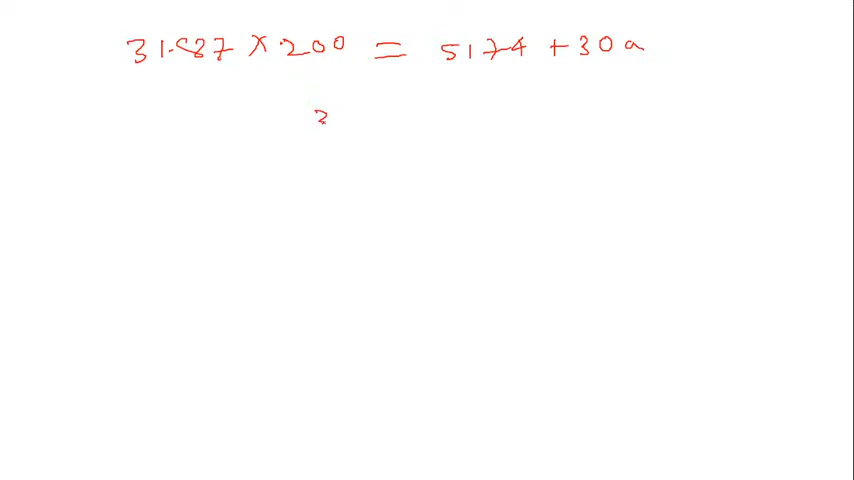 31.87 × 200 = 5174 + 30a